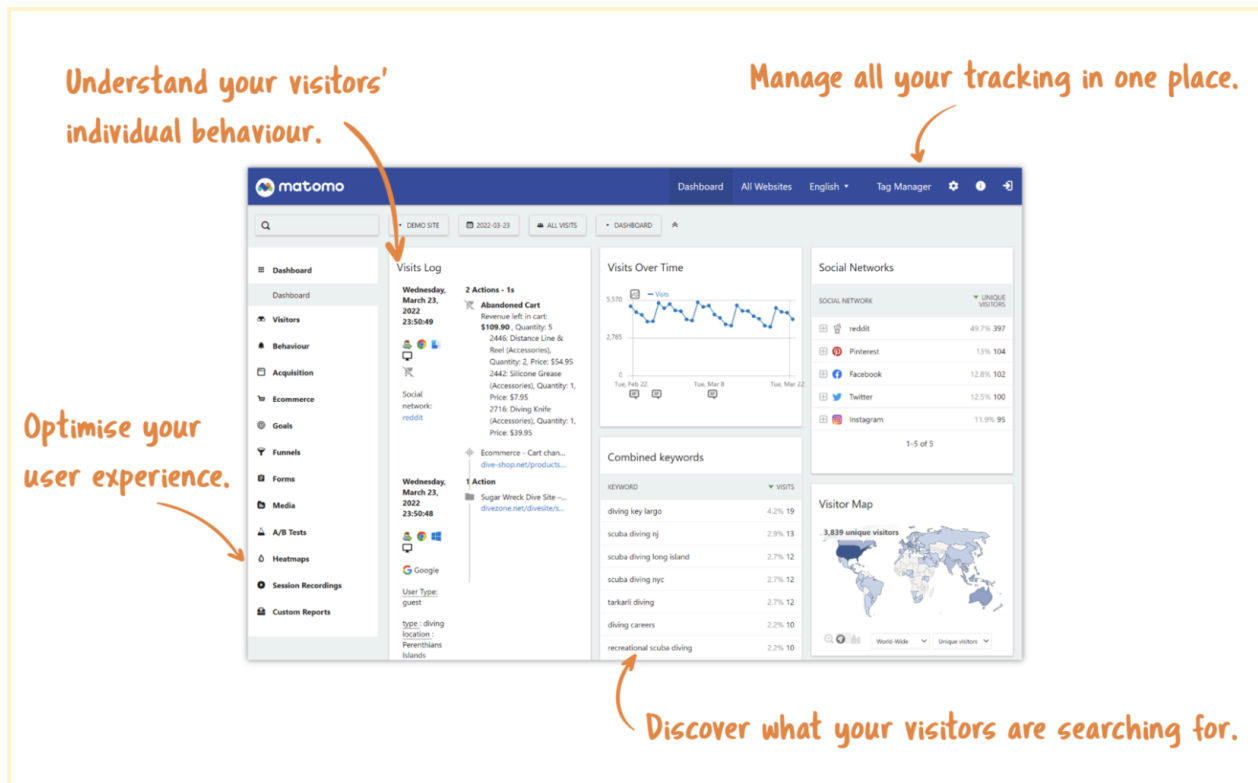 Understand your visitors'
individual behaviour.
Manage all your tracking in one place.
matomo
Dashboard
All Websites
English
Tag Manager
DEMO SITE
2022-03-23
ALL VISITS
DASHBOARD
Dashboard
Dashboard
Visitors
Behaviour
Acquisition
Ecommerce
Goals
Funnels
Forms
Media
A/B Tests
Heatmaps
Session Recordings
Custom Reports
Optimise your
user experience.
Visits Log
Wednesday,
March 23,
2022
23:50:49
Social
network:
reddit
2 Actions - 1s
Abandoned Cart
Revenue left in cart:
$109.90 , Quantity: 5
2446: Distance Line &
Reel (Accessories),
Quantity: 2, Price: $54.95
2442: Silicone Grease
(Accessories), Quantity: 1,
Price: $7.95
2716: Diving Knife
(Accessories), Quantity: 1,
Price: $39.95
Ecommerce - Cart chan...
dive-shop.net/products...
Wednesday,
March 23,
2022
23:50:48
Google
User Type:
guest
type : diving
location :
Perenthians
Islands
1 Action
Sugar Wreck Dive Site –...
divezone.net/divesite/s...
Visits Over Time
Visits
5,570
2,785
0
Tue, Feb 22
Tue, Mar 8
Tue, Mar 22
Combined keywords
KEYWORD VISITS
diving key largo 4.2% 19
scuba diving nj 2.9% 13
scuba diving long island 2.7% 12
scuba diving nyc 2.7% 12
tarkarli diving 2.7% 12
diving careers 2.2% 10
recreational scuba diving 2.2% 10
Social Networks
SOCIAL NETWORK UNIQUE
VISITORS
reddit 49.7% 397
Pinterest 13% 104
Facebook 12.8% 102
Twitter 12.5% 100
Instagram 11.9% 95
1–5 of 5
Visitor Map
3,839 unique visitors
World-Wide
Unique visitors
Discover what your visitors are searching for.